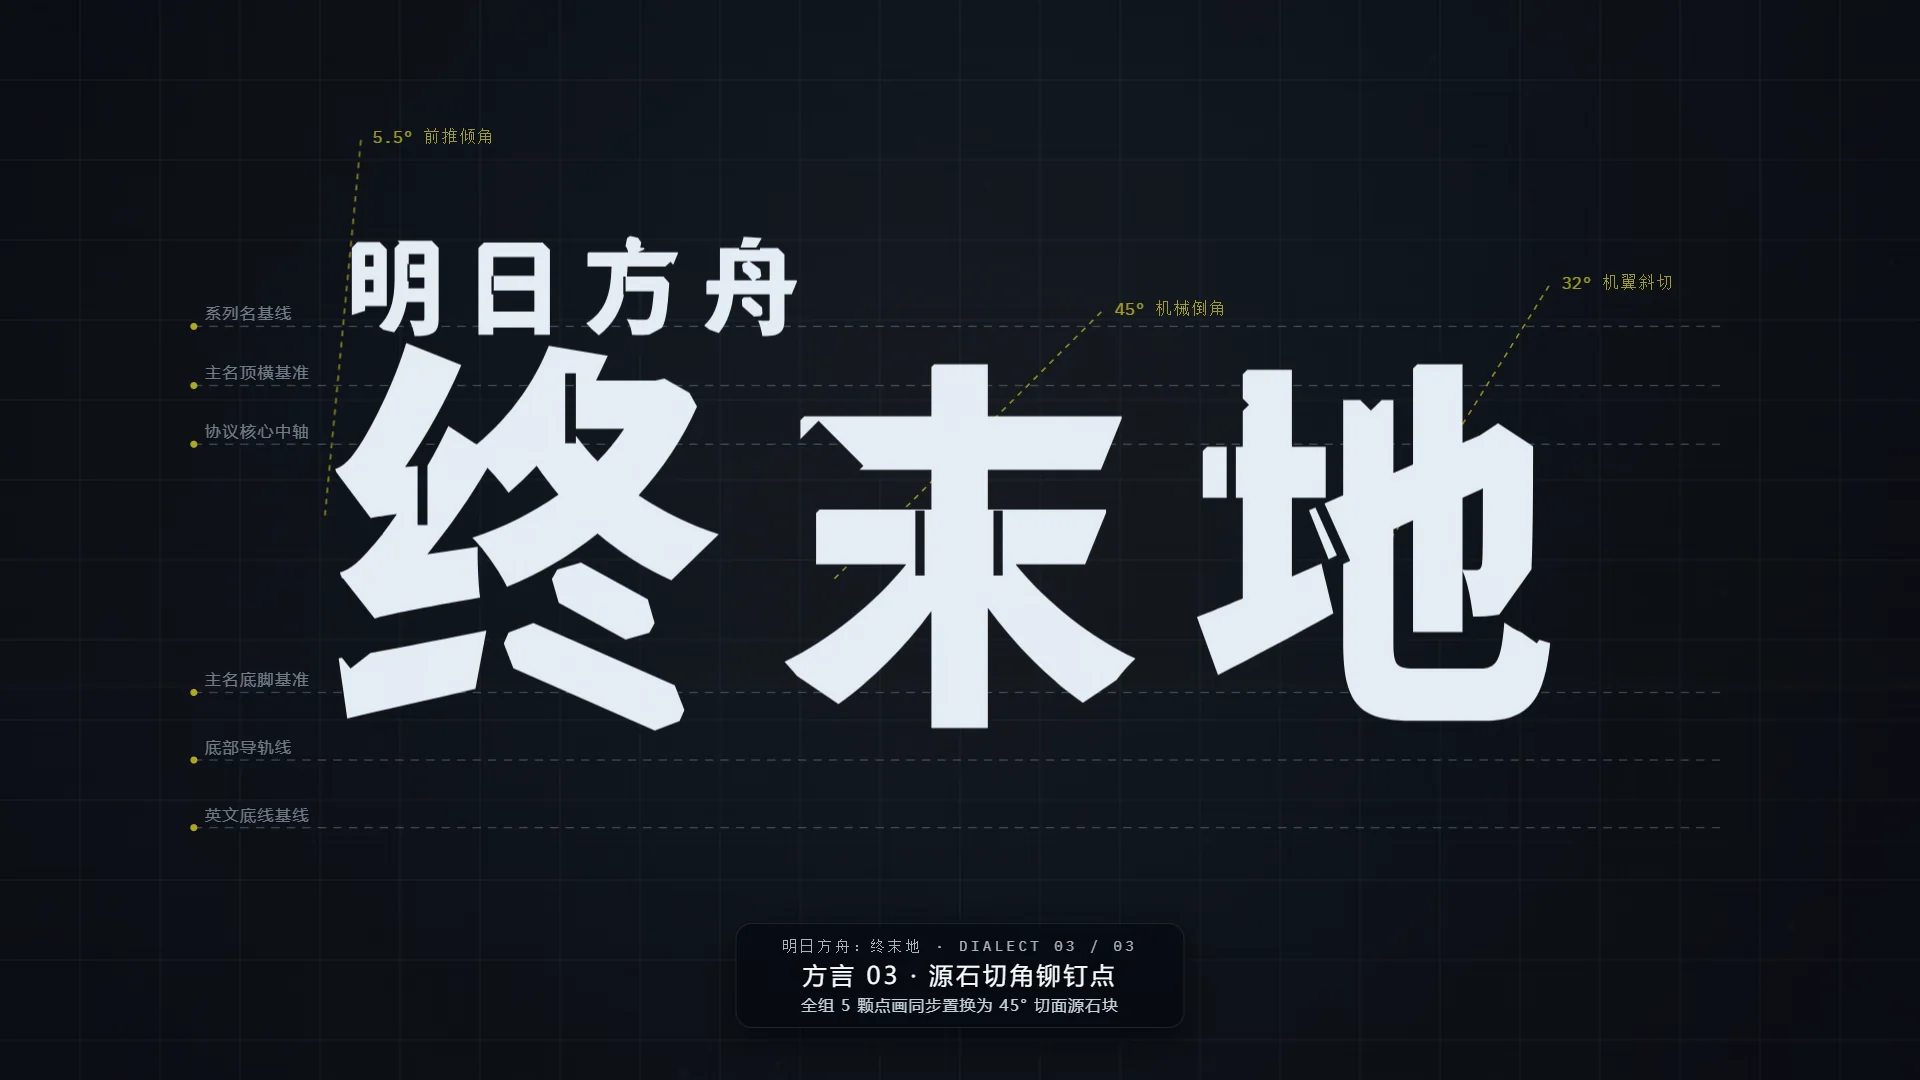 5.5° 前推倾角
明日方舟
32° 机翼斜切
45° 机械倒角
系列名基线
主名顶横基准
协议核心中轴
终末地
主名底脚基准
底部导轨线
英文底线基线
明日方舟：终末地 · DIALECT 03 / 03
方言 03 · 源石切角铆钉点
全组 5 颗点画同步置换为 45° 切面源石块